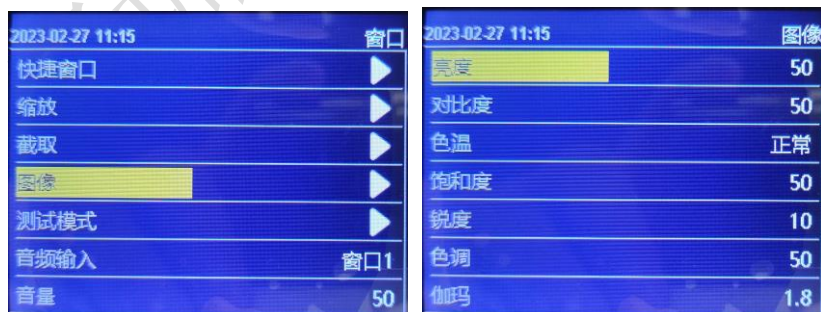 2023-02-27 11:15 窗口
快捷窗口
缩放
截取
图像
测试模式
音频输入 窗口1
音量 50
2023-02-27 11:15 图像
亮度 50
对比度 50
色温 正常
饱和度 50
锐度 10
色调 50
伽玛 1.8